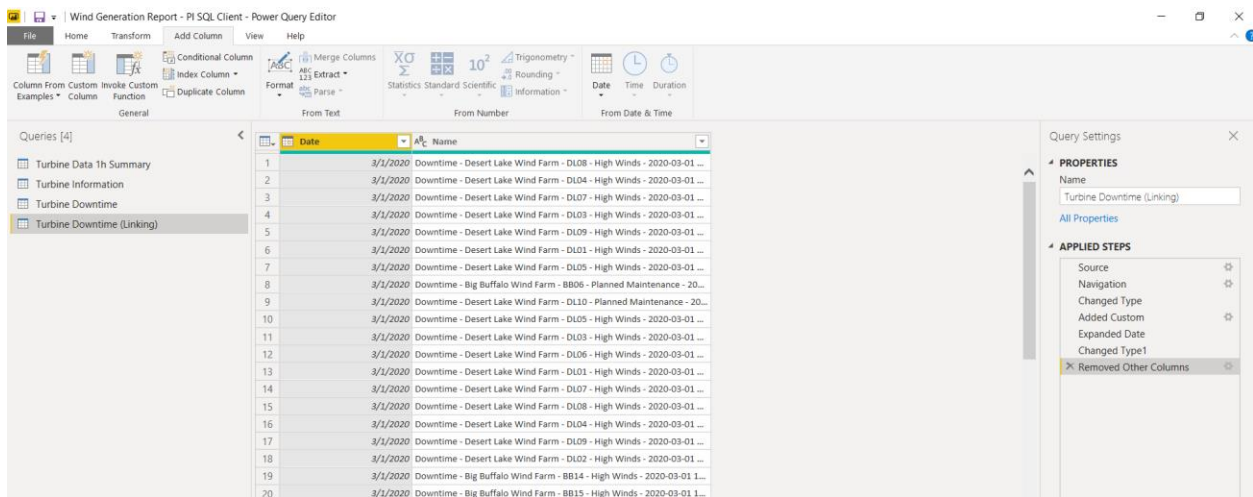 Wind Generation Report - PI SQL Client - Power Query Editor
File Home Transform Add Column View Help
Column From Examples Custom Column Invoke Custom Function
Conditional Column
Index Column
Duplicate Column
General
Format
Merge Columns
Extract
Parse
From Text
Statistics Standard Scientific
Trigonometry
Rounding
Information
From Number
Date Time Duration
From Date & Time
Queries [4]
Turbine Data 1h Summary
Turbine Information
Turbine Downtime
Turbine Downtime (Linking)
Date Name
1 3/1/2020 Downtime - Desert Lake Wind Farm - DL08 - High Winds - 2020-03-01 ...
2 3/1/2020 Downtime - Desert Lake Wind Farm - DL04 - High Winds - 2020-03-01 ...
3 3/1/2020 Downtime - Desert Lake Wind Farm - DL07 - High Winds - 2020-03-01 ...
4 3/1/2020 Downtime - Desert Lake Wind Farm - DL03 - High Winds - 2020-03-01 ...
5 3/1/2020 Downtime - Desert Lake Wind Farm - DL09 - High Winds - 2020-03-01 ...
6 3/1/2020 Downtime - Desert Lake Wind Farm - DL01 - High Winds - 2020-03-01 ...
7 3/1/2020 Downtime - Desert Lake Wind Farm - DL05 - High Winds - 2020-03-01 ...
8 3/1/2020 Downtime - Big Buffalo Wind Farm - BB06 - Planned Maintenance - 20...
9 3/1/2020 Downtime - Desert Lake Wind Farm - DL10 - Planned Maintenance - 20...
10 3/1/2020 Downtime - Desert Lake Wind Farm - DL05 - High Winds - 2020-03-01 ...
11 3/1/2020 Downtime - Desert Lake Wind Farm - DL03 - High Winds - 2020-03-01 ...
12 3/1/2020 Downtime - Desert Lake Wind Farm - DL06 - High Winds - 2020-03-01 ...
13 3/1/2020 Downtime - Desert Lake Wind Farm - DL01 - High Winds - 2020-03-01 ...
14 3/1/2020 Downtime - Desert Lake Wind Farm - DL07 - High Winds - 2020-03-01 ...
15 3/1/2020 Downtime - Desert Lake Wind Farm - DL08 - High Winds - 2020-03-01 ...
16 3/1/2020 Downtime - Desert Lake Wind Farm - DL04 - High Winds - 2020-03-01 ...
17 3/1/2020 Downtime - Desert Lake Wind Farm - DL09 - High Winds - 2020-03-01 ...
18 3/1/2020 Downtime - Desert Lake Wind Farm - DL02 - High Winds - 2020-03-01 ...
19 3/1/2020 Downtime - Big Buffalo Wind Farm - BB14 - High Winds - 2020-03-01 1...
20 3/1/2020 Downtime - Big Buffalo Wind Farm - BB15 - High Winds - 2020-03-01 1...
Query Settings
PROPERTIES
Name
Turbine Downtime (Linking)
All Properties
APPLIED STEPS
Source
Navigation
Changed Type
Added Custom
Expanded Date
Changed Type1
Removed Other Columns